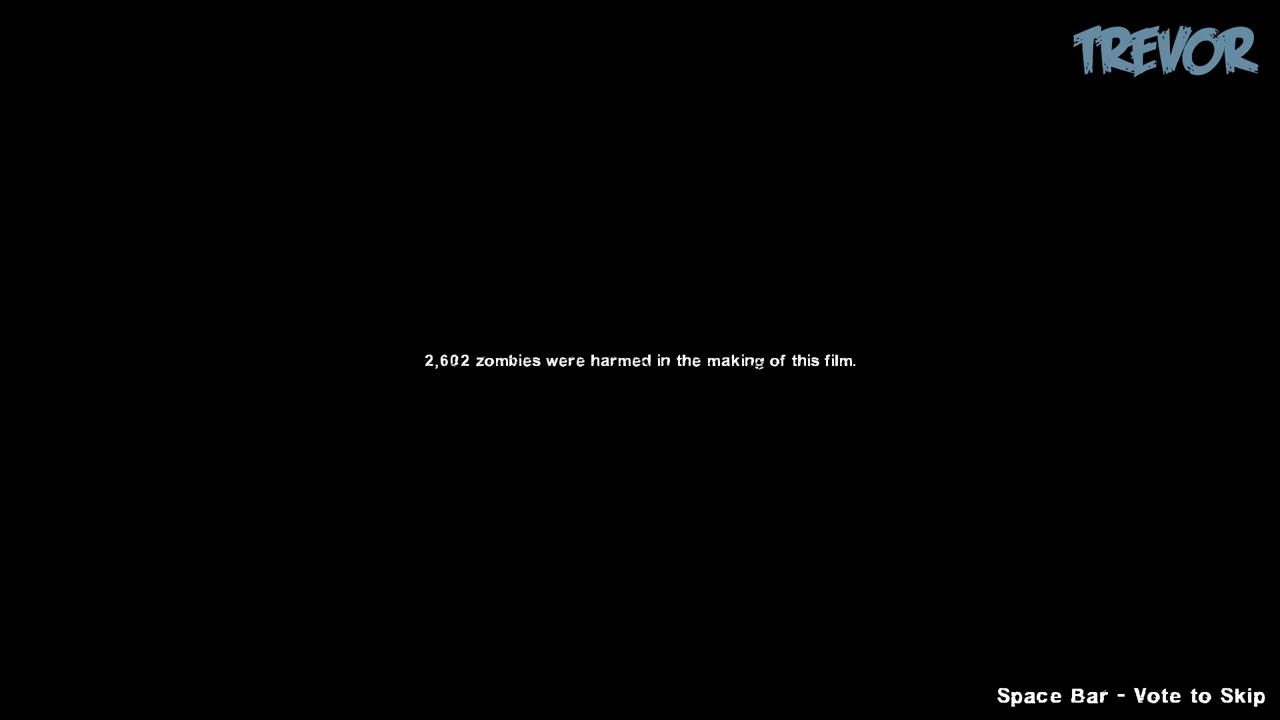 TREVOR
2,602 zombies were harmed in the making of this film.
Space Bar - Vote to Skip